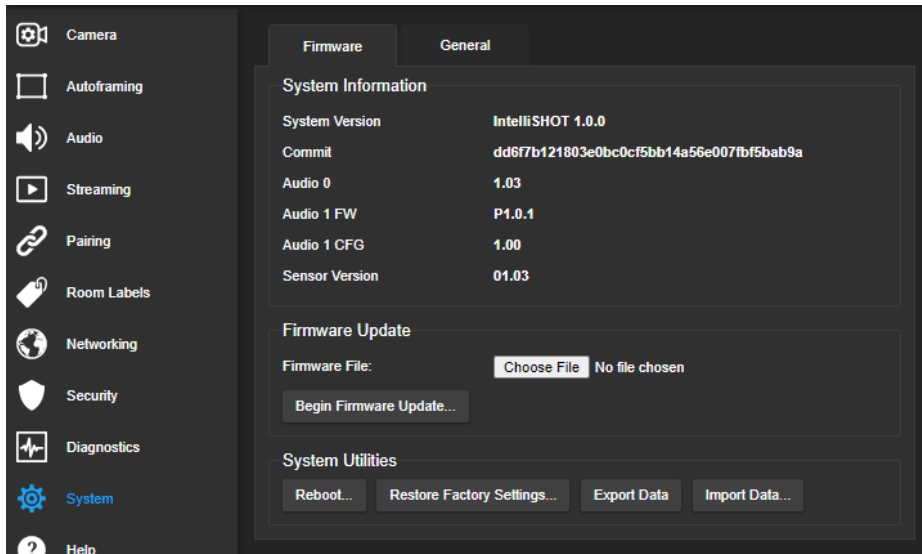 Camera
Autoframing
Audio
Streaming
Pairing
Room Labels
Networking
Security
Diagnostics
System
Help
Firmware
General
System Information
System Version IntelliSHOT 1.0.0
Commit dd6f7b121803e0bc0cf5bb14a56e007fbf5bab9a
Audio 0 1.03
Audio 1 FW P1.0.1
Audio 1 CFG 1.00
Sensor Version 01.03
Firmware Update
Firmware File: Choose File No file chosen
Begin Firmware Update...
System Utilities
Reboot... Restore Factory Settings... Export Data Import Data...